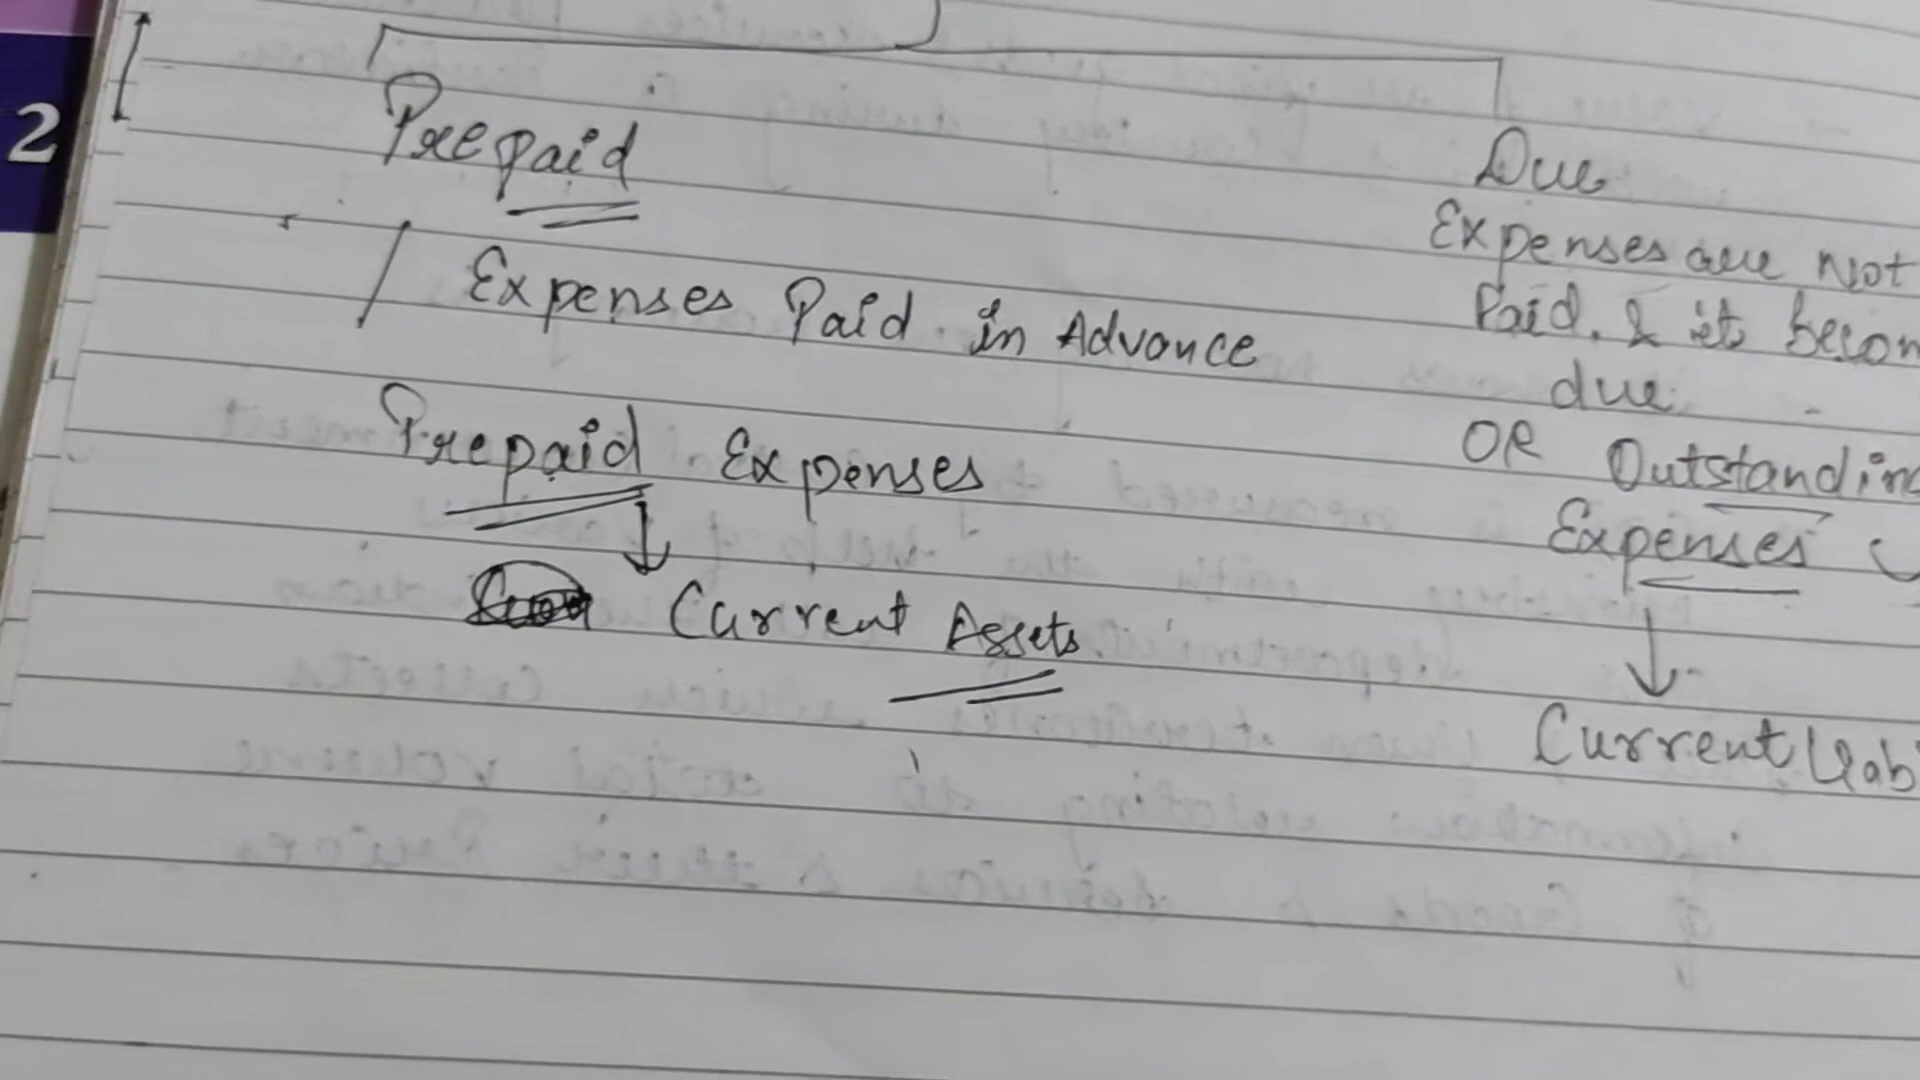 2
Prepaid
Expenses Paid in Advance
Prepaid Expenses
Current Assets
Due
Expenses are Not
Paid. & it becom
due
OR Outstandin
Expenses
Current Liab